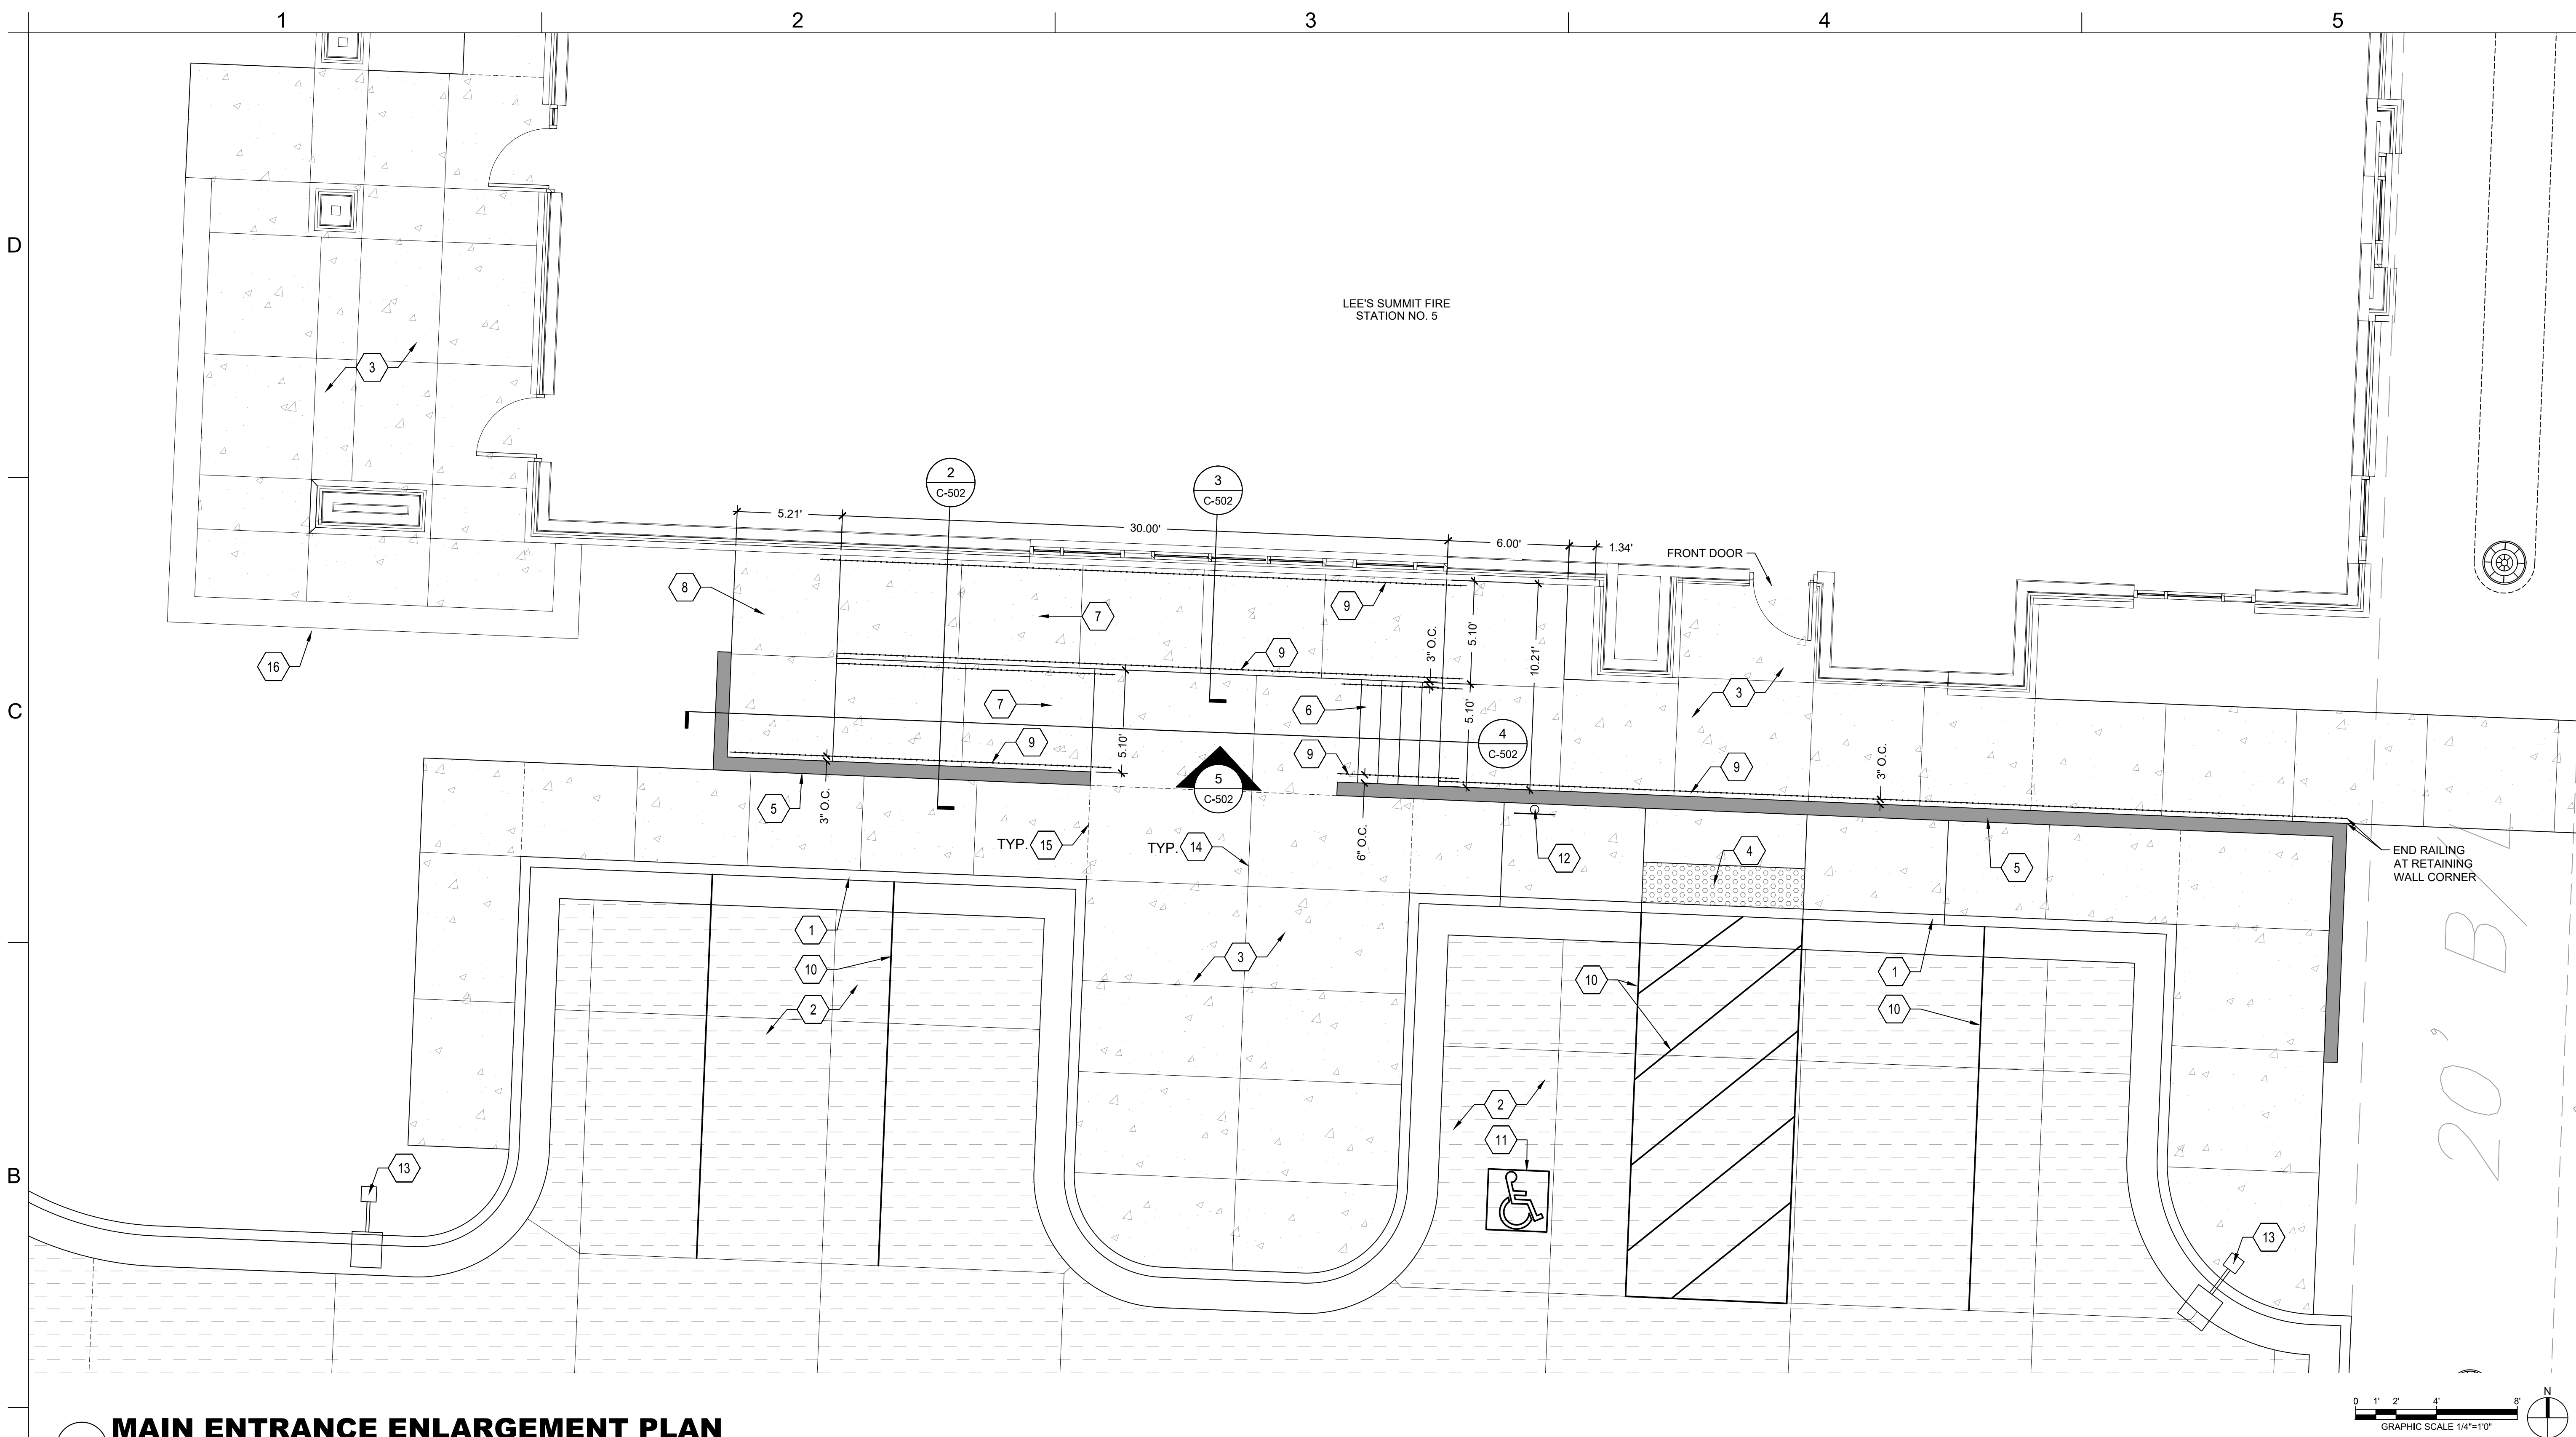 1
2
3
4
5
D
C
B
LEE'S SUMMIT FIRE
STATION NO. 5
3
2
C-502
3
C-502
5.21'
30.00'
6.00'
1.34'
FRONT DOOR
8
7
9
16
9
3" O.C.
5.10'
10.21'
7
6
3
5.10'
5.10'
4
C-502
9
9
9
3" O.C.
5
C-502
5
3" O.C.
TYP. 15
TYP. 14
6" O.C.
12
4
5
END RAILING
AT RETAINING
WALL CORNER
1
10
2
3
10
1
10
2
11
13
13
20' B/L
0 1' 2' 4' 8'
GRAPHIC SCALE 1/4"=1'0"
N
MAIN ENTRANCE ENLARGEMENT PLAN